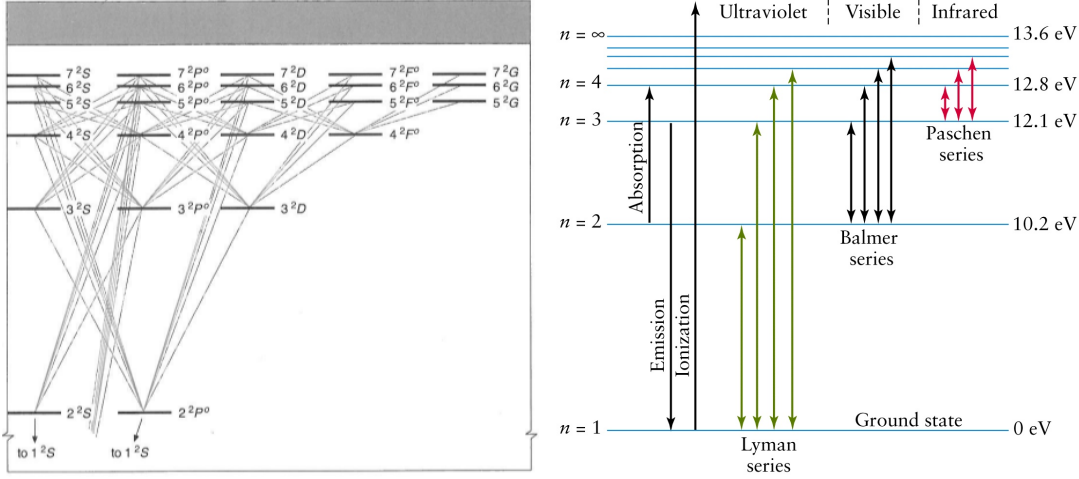 7 ²S 7 ²Pº 7 ²D 7 ²Fº 7 ²G
6 ²S 6 ²Pº 6 ²D 6 ²Fº 6 ²G
5 ²S 5 ²Pº 5 ²D 5 ²Fº 5 ²G
4 ²S 4 ²Pº 4 ²D 4 ²Fº
3 ²S 3 ²Pº 3 ²D
2 ²S 2 ²Pº
to 1 ²S to 1 ²S
Ultraviolet Visible Infrared
n = ∞ 13.6 eV
n = 4 12.8 eV
n = 3 12.1 eV
Paschen
series
Absorption
n = 2 10.2 eV
Balmer
series
Emission
Ionization
Ground state
n = 1 0 eV
Lyman
series